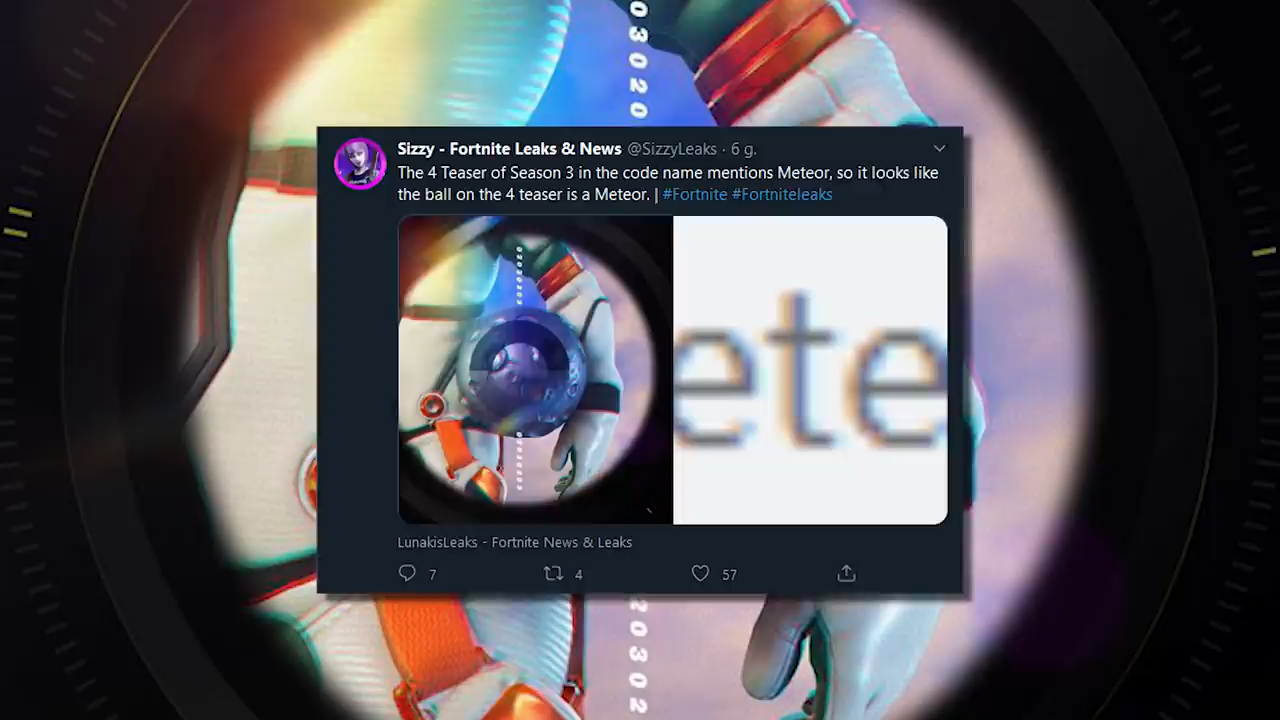 03020
Sizzy - Fortnite Leaks & News @SizzyLeaks · 6 g.
The 4 Teaser of Season 3 in the code name mentions Meteor, so it looks like
the ball on the 4 teaser is a Meteor. | #Fortnite #Fortniteleaks
ete
LunakisLeaks - Fortnite News & Leaks
7 4 57
20302